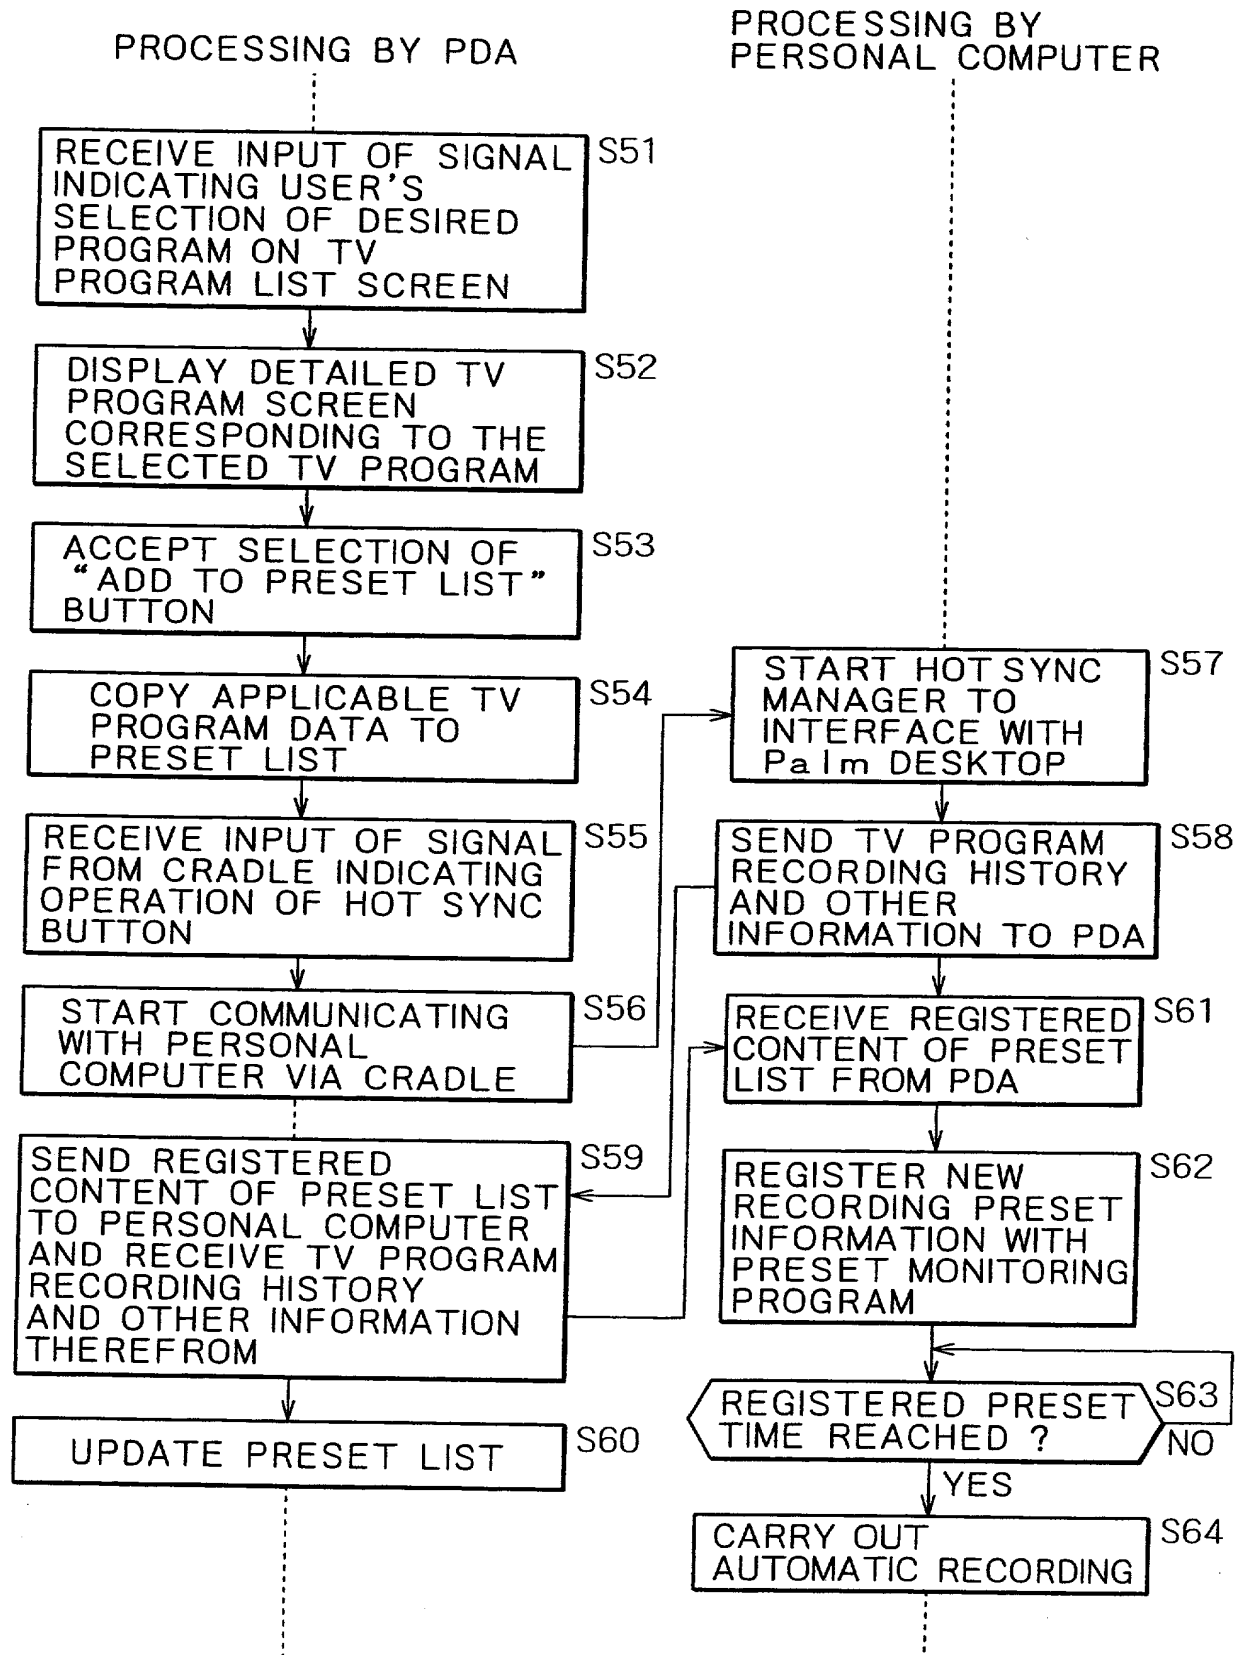 PROCESSING BY PDA
PROCESSING BY
PERSONAL COMPUTER
RECEIVE INPUT OF SIGNAL
INDICATING USER'S
SELECTION OF DESIRED
PROGRAM ON TV
PROGRAM LIST SCREEN
S51
DISPLAY DETAILED TV
PROGRAM SCREEN
CORRESPONDING TO THE
SELECTED TV PROGRAM
S52
ACCEPT SELECTION OF
“ADD TO PRESET LIST”
BUTTON
S53
COPY APPLICABLE TV
PROGRAM DATA TO
PRESET LIST
S54
RECEIVE INPUT OF SIGNAL
FROM CRADLE INDICATING
OPERATION OF HOT SYNC
BUTTON
S55
START COMMUNICATING
WITH PERSONAL
COMPUTER VIA CRADLE
S56
START HOT SYNC
MANAGER TO
INTERFACE WITH
Palm DESKTOP
S57
SEND TV PROGRAM
RECORDING HISTORY
AND OTHER
INFORMATION TO PDA
S58
SEND REGISTERED
CONTENT OF PRESET LIST
TO PERSONAL COMPUTER
AND RECEIVE TV PROGRAM
RECORDING HISTORY
AND OTHER INFORMATION
THEREFROM
S59
UPDATE PRESET LIST
S60
RECEIVE REGISTERED
CONTENT OF PRESET
LIST FROM PDA
S61
REGISTER NEW
RECORDING PRESET
INFORMATION WITH
PRESET MONITORING
PROGRAM
S62
REGISTERED PRESET
TIME REACHED ?
S63
NO
YES
CARRY OUT
AUTOMATIC RECORDING
S64